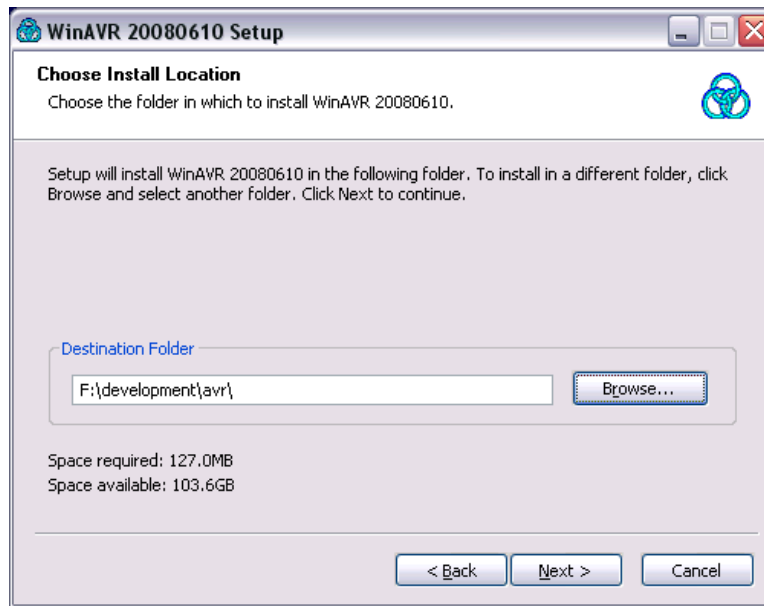 WinAVR 20080610 Setup
Choose Install Location
Choose the folder in which to install WinAVR 20080610.
Setup will install WinAVR 20080610 in the following folder. To install in a different folder, click
Browse and select another folder. Click Next to continue.
Destination Folder
F:\development\avr\
Browse...
Space required: 127.0MB
Space available: 103.6GB
< Back
Next >
Cancel